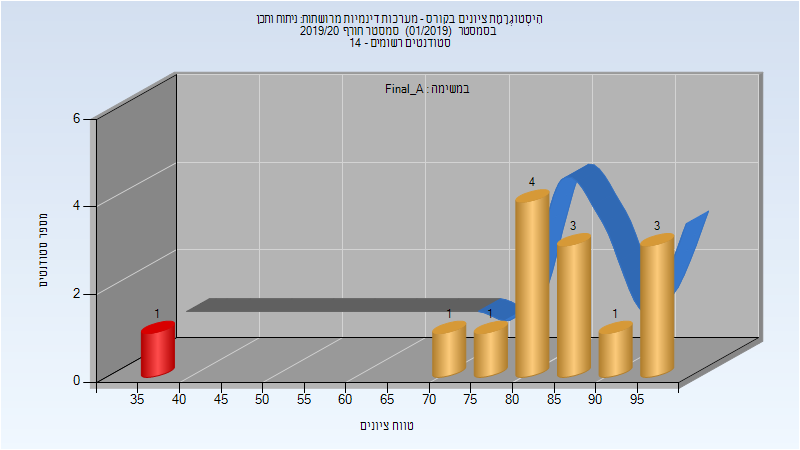 היסטוגרמת ציונים בקורס - מערכות דינמיות מרושתות: ניתוח ותכן
בסמסטר (01/2019) סמסטר חורף 2019/20
סטודנטים רשומים - 14
במשימה : Final_A
מספר סטודנטים
6
4
2
0
1
1
1
4
3
1
3
35 40 45 50 55 60 65 70 75 80 85 90 95
טווח ציונים